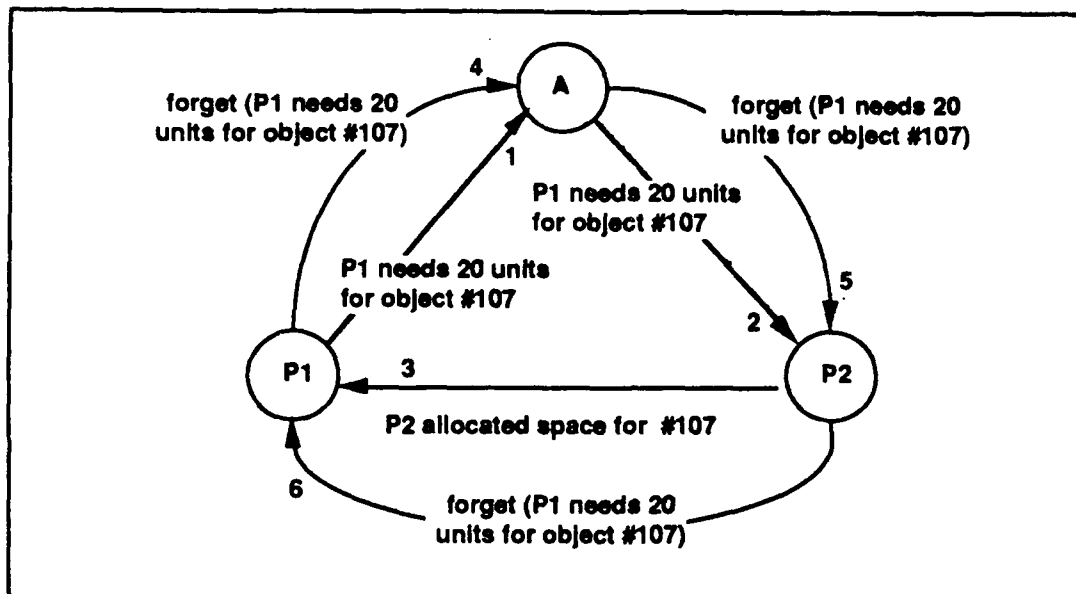 4
A
forget (P1 needs 20
units for object #107)
forget (P1 needs 20
units for object #107)
1
P1 needs 20 units
for object #107
P1 needs 20 units
for object #107
5
2
P1
3
P2
P2 allocated space for #107
6
forget (P1 needs 20
units for object #107)